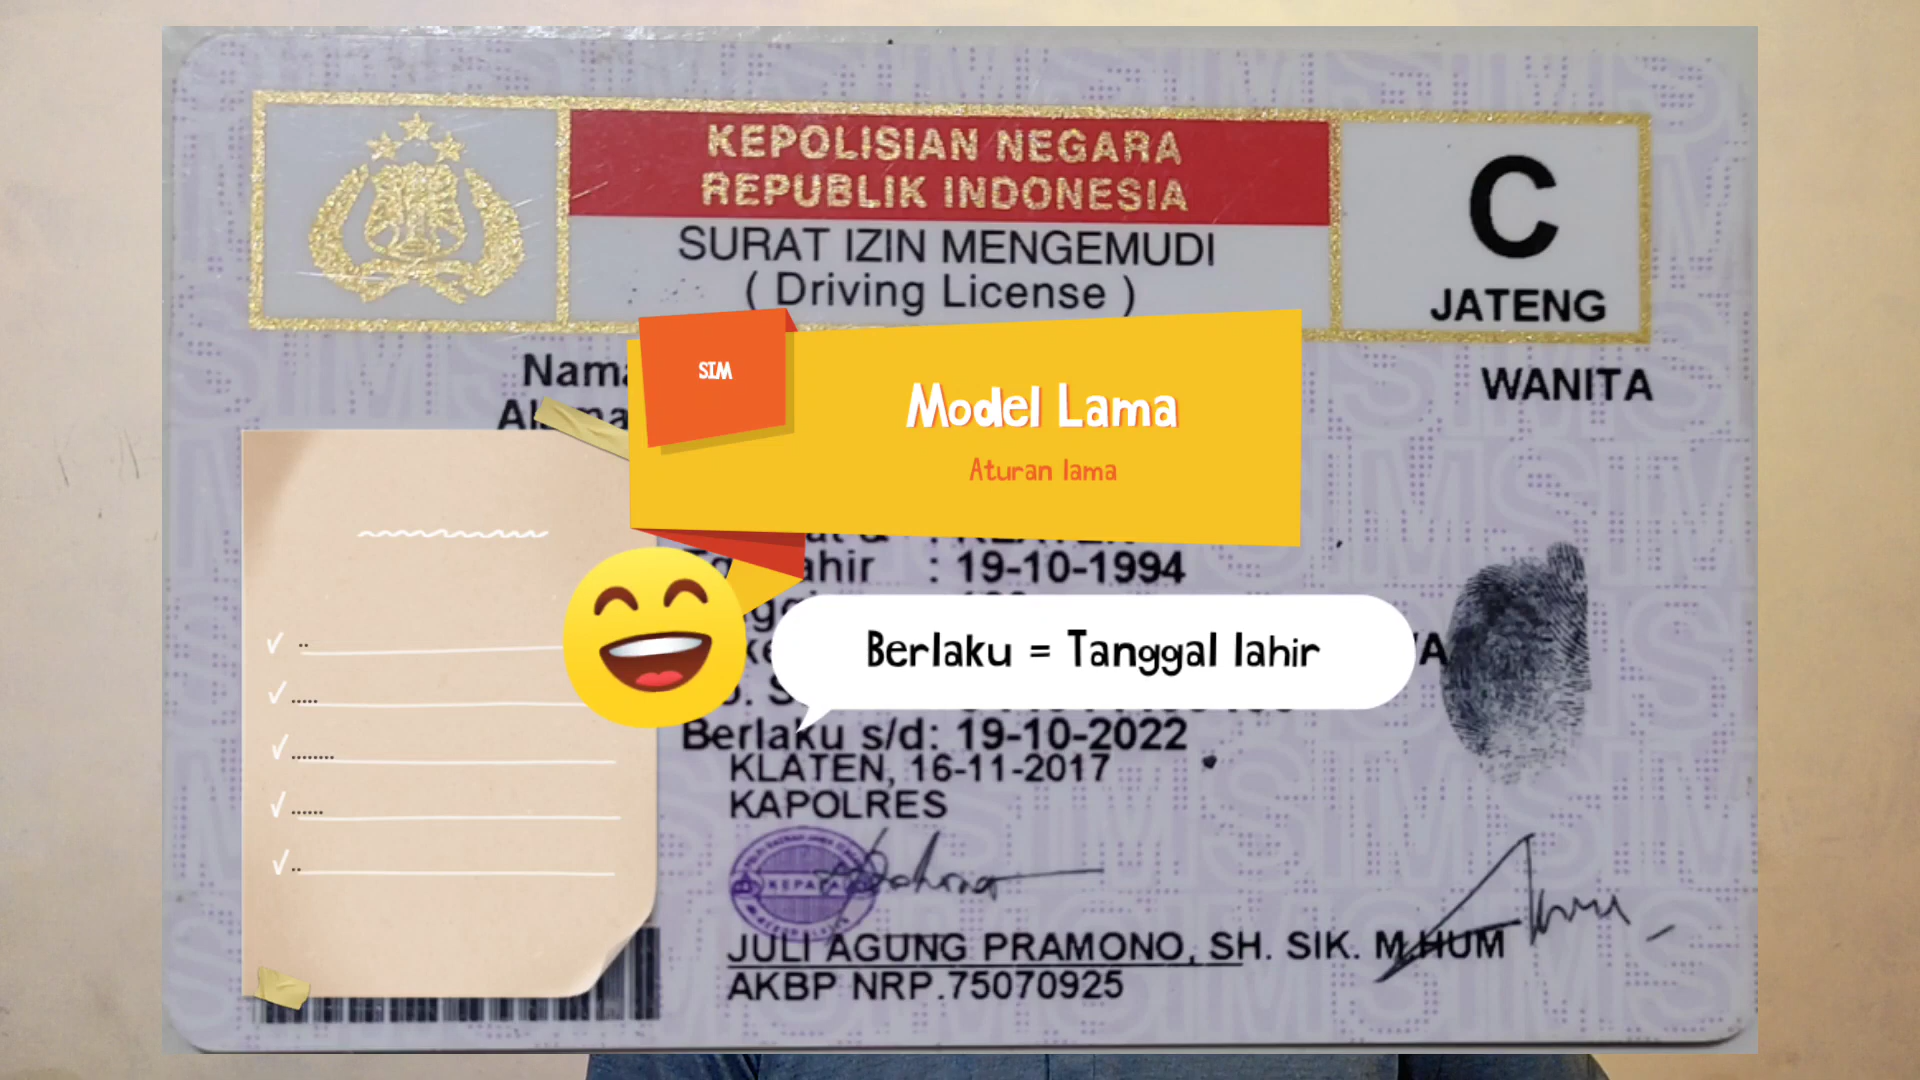 KEPOLISIAN NEGARA
REPUBLIK INDONESIA
SURAT IZIN MENGEMUDI
( Driving License )
C
JATENG
WANITA
SIM
Model Lama
Aturan lama
: 19-10-1994
Berlaku = Tanggal lahir
Berlaku s/d: 19-10-2022
KLATEN, 16-11-2017
KAPOLRES
JULI AGUNG PRAMONO, SH. SIK. M.HUM
AKBP NRP.75070925